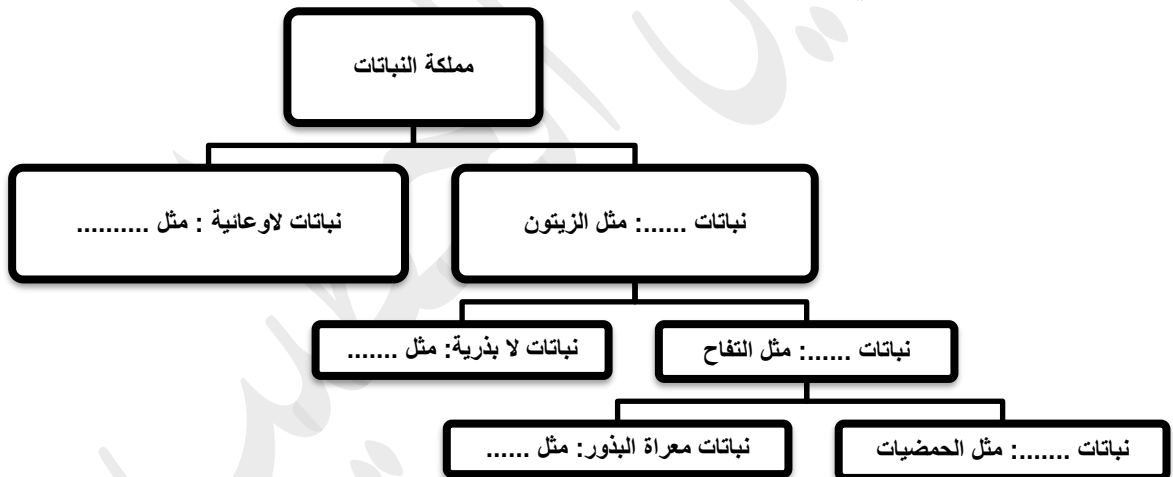 مملكة النباتات
نباتات ......: مثل الزيتون
نباتات لاوعائية : مثل ..........
نباتات ......: مثل التفاح
نباتات لا بذرية: مثل .......
نباتات .......: مثل الحمضيات
نباتات معراة البذور: مثل ......